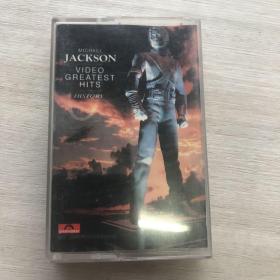 MICHAEL
JACKSON
VIDEO
GREATEST
HITS
HISTORY